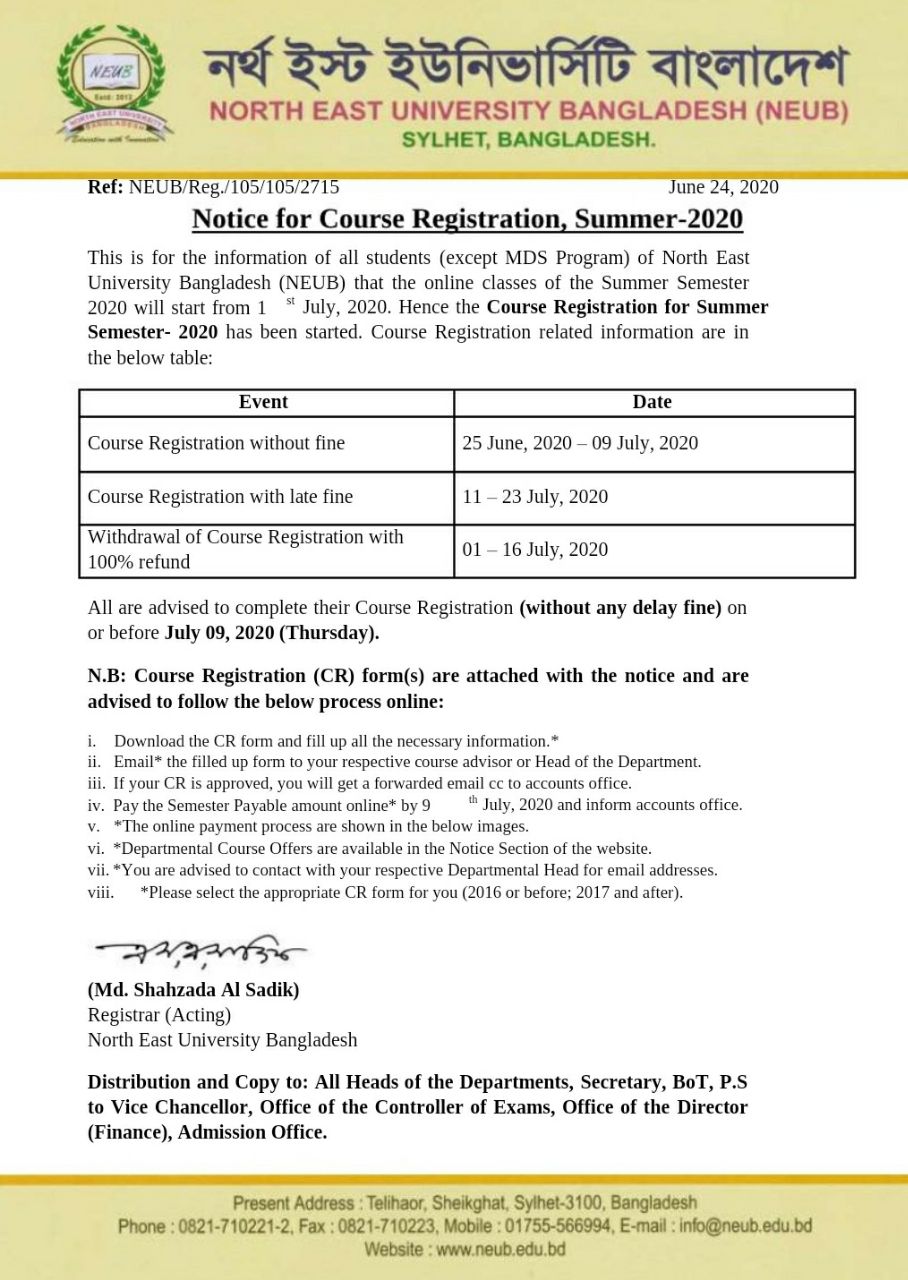 NEUB
Estd: 2012
NORTH EAST UNIVERSITY
BANGLADESH
Education with Innovation
নর্থ ইস্ট ইউনিভার্সিটি বাংলাদেশ
NORTH EAST UNIVERSITY BANGLADESH (NEUB)
SYLHET, BANGLADESH.
Ref: NEUB/Reg./105/105/2715 June 24, 2020
Notice for Course Registration, Summer-2020
This is for the information of all students (except MDS Program) of North East
University Bangladesh (NEUB) that the online classes of the Summer Semester
2020 will start from 1 st July, 2020. Hence the Course Registration for Summer
Semester- 2020 has been started. Course Registration related information are in
the below table:
Event Date
Course Registration without fine 25 June, 2020 – 09 July, 2020
Course Registration with late fine 11 – 23 July, 2020
Withdrawal of Course Registration with
100% refund 01 – 16 July, 2020
All are advised to complete their Course Registration (without any delay fine) on
or before July 09, 2020 (Thursday).
N.B: Course Registration (CR) form(s) are attached with the notice and are
advised to follow the below process online:
i. Download the CR form and fill up all the necessary information.*
ii. Email* the filled up form to your respective course advisor or Head of the Department.
iii. If your CR is approved, you will get a forwarded email cc to accounts office.
iv. Pay the Semester Payable amount online* by 9 th July, 2020 and inform accounts office.
v. *The online payment process are shown in the below images.
vi. *Departmental Course Offers are available in the Notice Section of the website.
vii. *You are advised to contact with your respective Departmental Head for email addresses.
viii. *Please select the appropriate CR form for you (2016 or before; 2017 and after).
(Md. Shahzada Al Sadik)
Registrar (Acting)
North East University Bangladesh
Distribution and Copy to: All Heads of the Departments, Secretary, BoT, P.S
to Vice Chancellor, Office of the Controller of Exams, Office of the Director
(Finance), Admission Office.
Present Address : Telihaor, Sheikghat, Sylhet-3100, Bangladesh
Phone : 0821-710221-2, Fax : 0821-710223, Mobile : 01755-566994, E-mail : info@neub.edu.bd
Website : www.neub.edu.bd